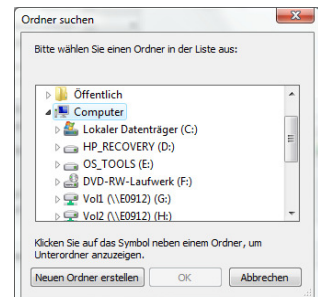 Ordner suchen
Bitte wählen Sie einen Ordner in der Liste aus:
Öffentlich
Computer
Lokaler Datenträger (C:)
HP_RECOVERY (D:)
OS_TOOLS (E:)
DVD-RW-Laufwerk (F:)
Vol1 (\\E0912) (G:)
Vol2 (\\E0912) (H:)
Klicken Sie auf das Symbol neben einem Ordner, um
Unterordner anzuzeigen.
Neuen Ordner erstellen OK Abbrechen